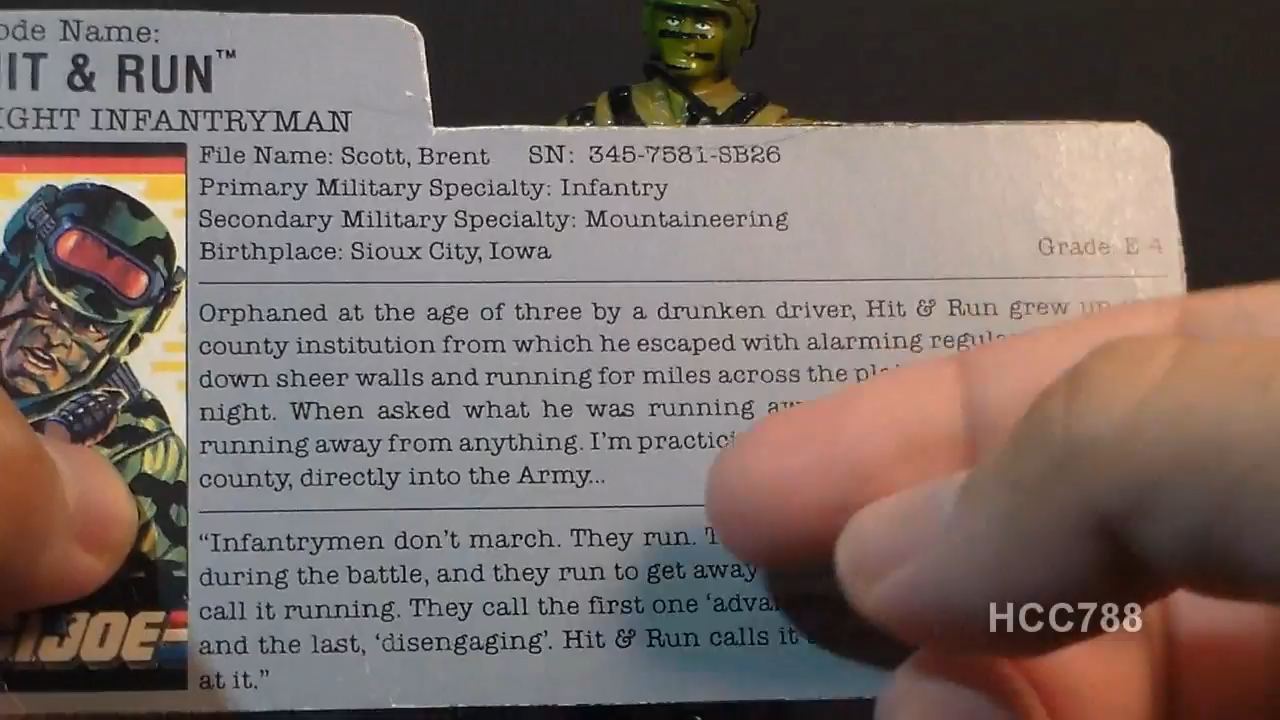 ode Name:
IT & RUN™
IGHT INFANTRYMAN
File Name: Scott, Brent SN: 345-7581-SB26
Primary Military Specialty: Infantry
Secondary Military Specialty: Mountaineering
Birthplace: Sioux City, Iowa
Grade E 4
Orphaned at the age of three by a drunken driver, Hit & Run grew up
county institution from which he escaped with alarming
down sheer walls and running for miles across the
night. When asked what he was running
running away from anything. I'm
county, directly into the Army...
"Infantrymen don't march. They run.
during the battle, and they run to get away
call it running. They call the first one
and the last, 'disengaging'. Hit & Run calls it
at it."
JOE
HCC788